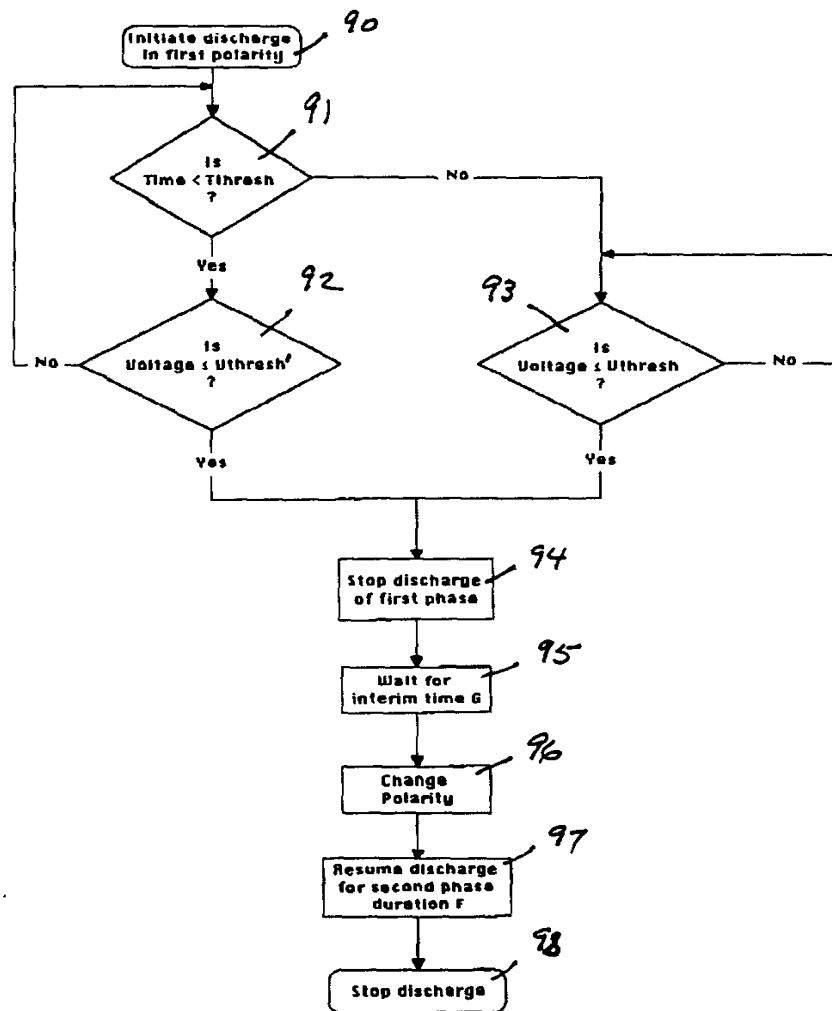 Initiate discharge
in first polarity
90
91
Is
Time < Tthresh
?
No
Yes
92
93
Is
Voltage ≤ Vthresh'
?
No
Is
Voltage ≤ Vthresh
?
No
Yes
Yes
94
Stop discharge
of first phase
95
Wait for
interim time G
96
Change
Polarity
97
Resume discharge
for second phase
duration F
98
Stop discharge